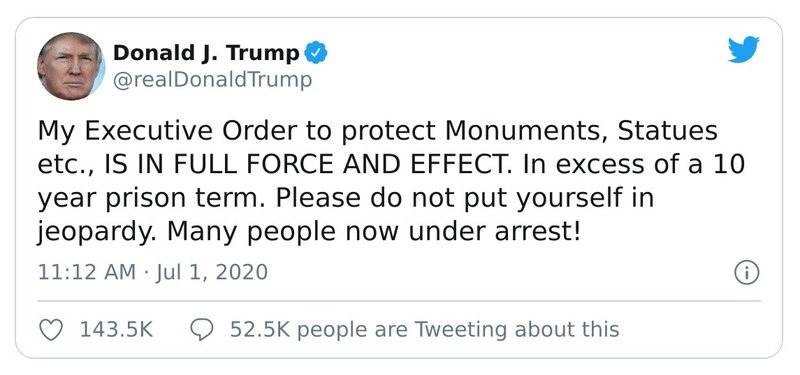 Donald J. Trump
@realDonaldTrump
My Executive Order to protect Monuments, Statues
etc., IS IN FULL FORCE AND EFFECT. In excess of a 10
year prison term. Please do not put yourself in
jeopardy. Many people now under arrest!
11:12 AM · Jul 1, 2020
143.5K 52.5K people are Tweeting about this